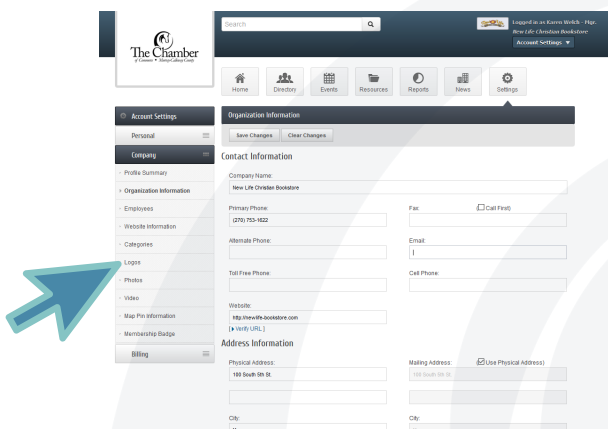 The Chamber
of Commerce • Murray-Calloway County
Search
Logged in as Karen Welch - Mgr.
New Life Christian Bookstore
Account Settings ▼
Home
Directory
Events
Resources
Reports
News
Settings
Account Settings
Personal
Company
Profile Summary
Organization Information
Employees
Website Information
Categories
Logos
Photos
Video
Map Pin Information
Membership Badge
Billing
Organization Information
Save Changes
Clear Changes
Contact Information
Company Name:
New Life Christian Bookstore
Primary Phone:
Fax:
(Call First)
(270) 753-1622
Alternate Phone:
Email:
Toll Free Phone:
Cell Phone:
Website:
http://newlife-bookstore.com
[ Verify URL ]
Address Information
Physical Address:
Mailing Address:
(Use Physical Address)
100 South 5th St.
100 South 5th St.
City:
City: